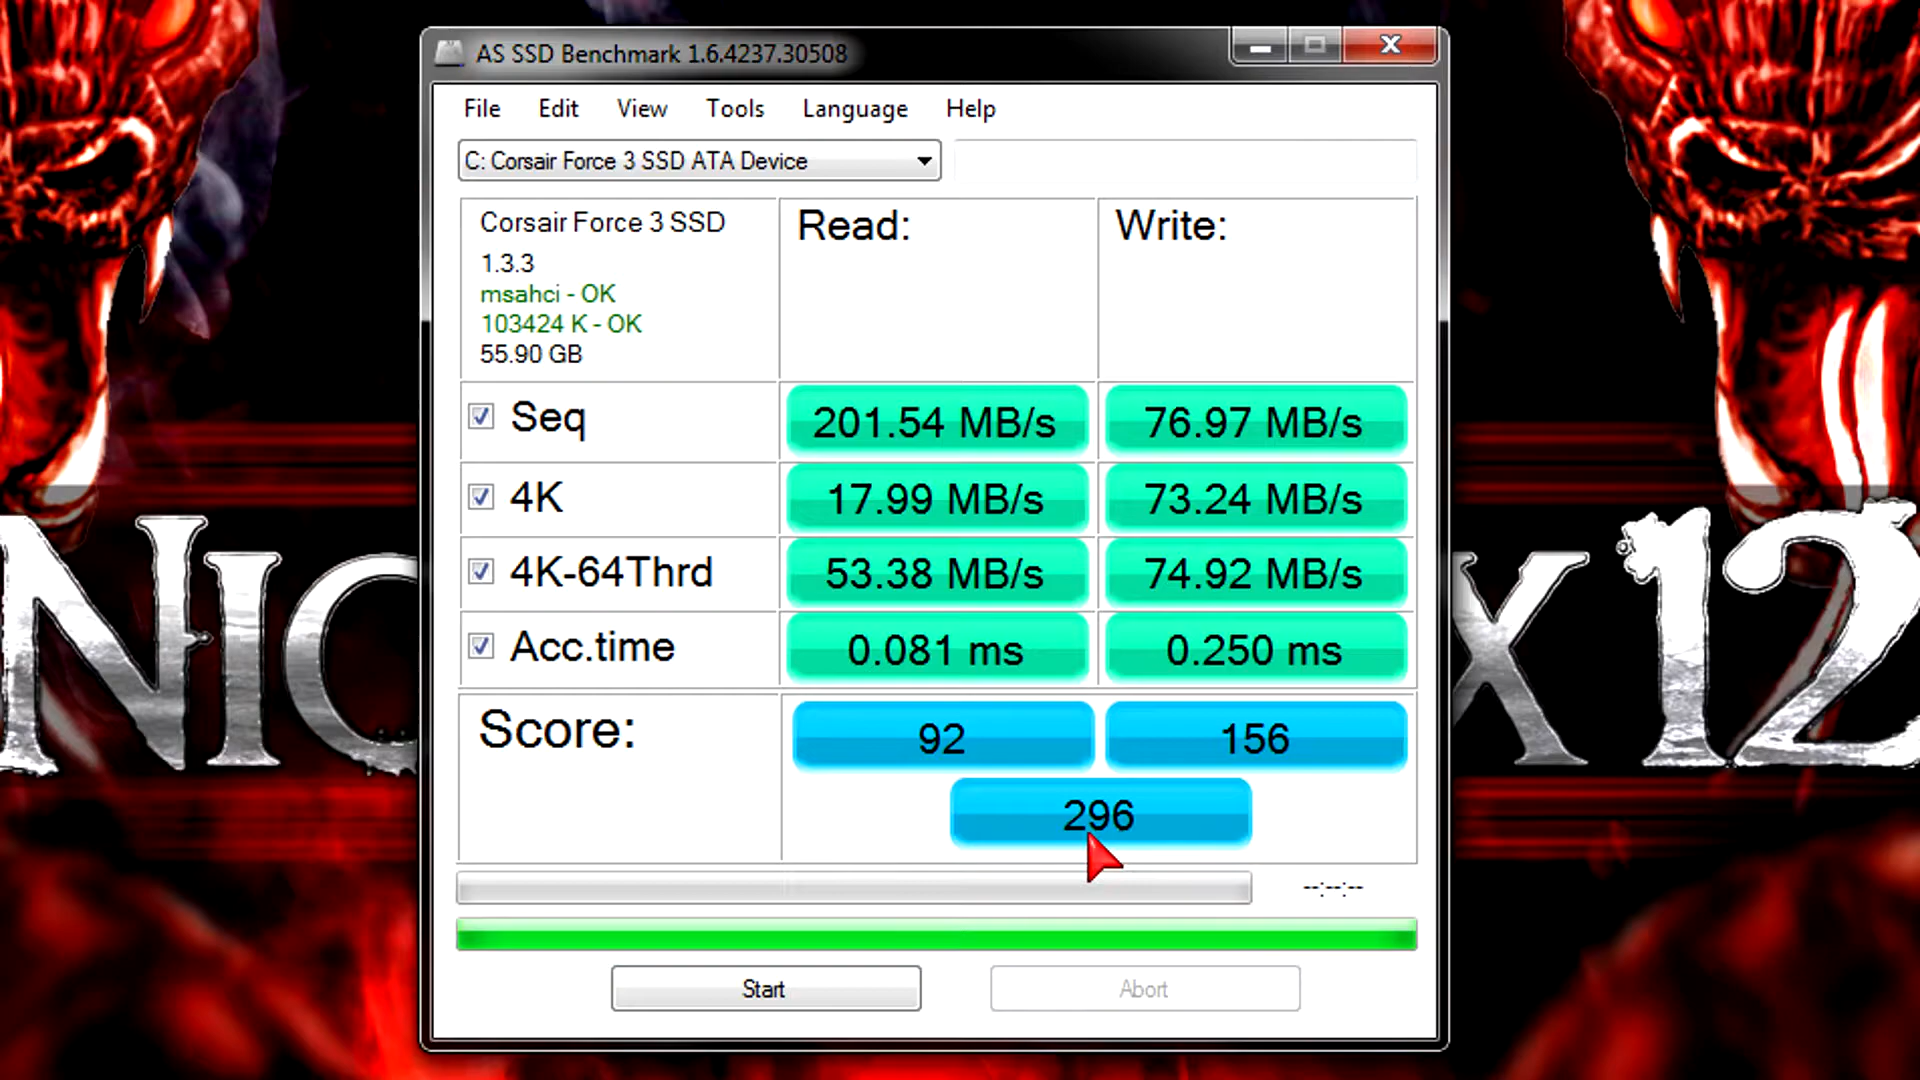 AS SSD Benchmark 1.6.4237.30508
File Edit View Tools Language Help
C: Corsair Force 3 SSD ATA Device
Corsair Force 3 SSD
1.3.3
msahci - OK
103424 K - OK
55.90 GB
Read: Write:
Seq 201.54 MB/s 76.97 MB/s
4K 17.99 MB/s 73.24 MB/s
4K-64Thrd 53.38 MB/s 74.92 MB/s
Acc.time 0.081 ms 0.250 ms
Score: 92 156
296
--:--:--
Start Abort